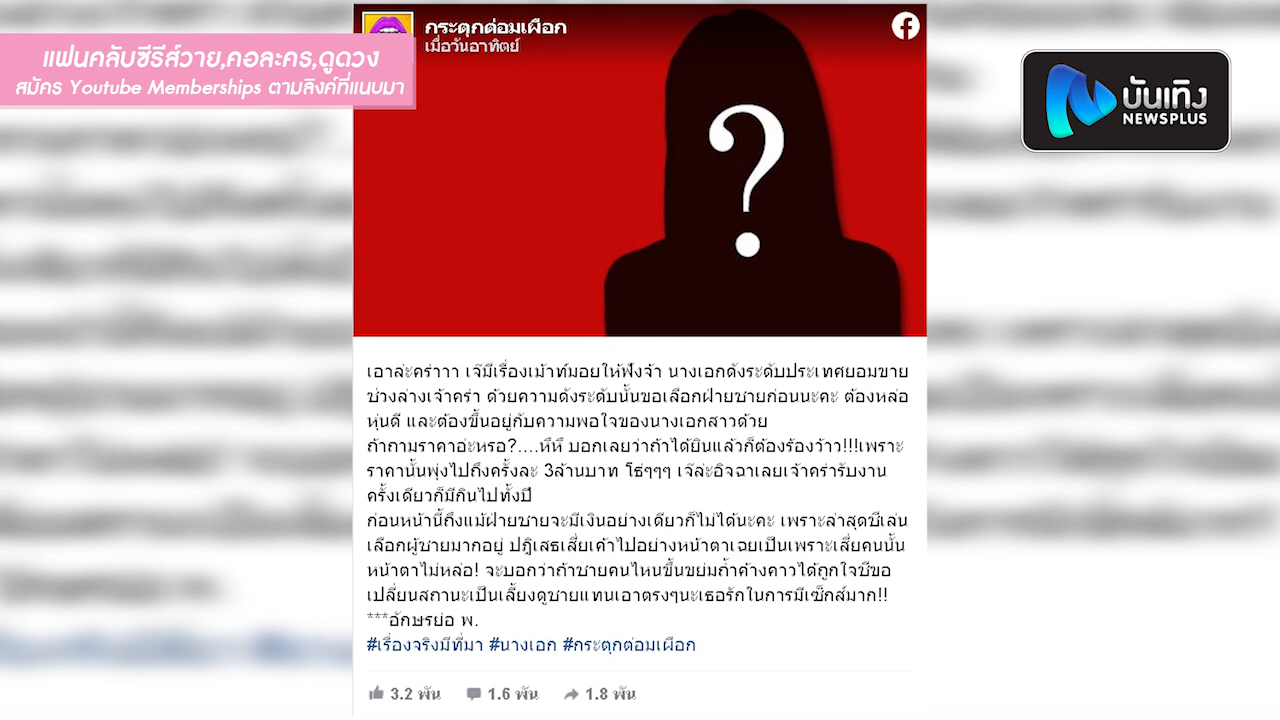 กระตุกต่อมเผือก
เมื่อวันอาทิตย์
แฟนคลับซีรีส์วาย,คอละคร,ดูดวง
สมัคร Youtube Memberships ตามลิงค์ที่แนบมา
บันเทิง
NEWSPLUS
?
เอาล่ะคร่าาา เจ๊มีเรื่องเม้าท์มอยให้ฟังจ้า นางเอกดังระดับประเทศยอมขาย
ช่วงล่างเจ้าคร่า ด้วยความดังระดับนั้นขอเลือกฝ่ายชายก่อนนะคะ ต้องหล่อ
หุ่นดี และต้องขึ้นอยู่กับความพอใจของนางเอกสาวด้วย
ถ้าถามราคาอ่ะหรอ?....หึหึ บอกเลยว่าถ้าได้ยินแล้วก็ต้องร้องว้าว!!!เพราะ
ราคานั้นพุ่งไปถึงครั้งละ 3ล้านบาท โธ่ๆๆๆ เจ๊ล่ะอิจฉาเลยเจ้าคร่ารับงาน
ครั้งเดียวก็มีกินไปทั้งปี
ก่อนหน้านี้ถึงแม้ฝ่ายชายจะมีเงินอย่างเดียวก็ไม่ได้นะคะ เพราะล่าสุดชีเล่น
เลือกผู้ชายมากอยู่ ปฎิเสธเสี่ยเค้าไปอย่างหน้าตาเฉยเป็นเพราะเสี่ยคนนั้น
หน้าตาไม่หล่อ! จะบอกว่าถ้าชายคนไหนขึ้นขย่มถ้ำค้างคาวได้ถูกใจชีขอ
เปลี่ยนสถานะเป็นเลี้ยงดูชายแทนเอาตรงๆนะเธอรักในการมีเซ็กส์มาก!!
***อักษรย่อ พ.
#เรื่องจริงมีที่มา #นางเอก #กระตุกต่อมเผือก
3.2 พัน 1.6 พัน 1.8 พัน